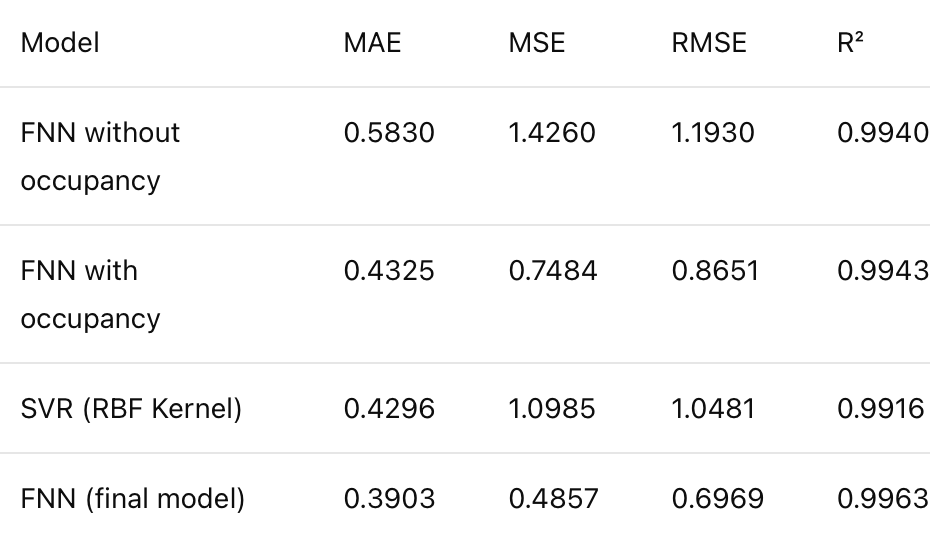 Model MAE MSE RMSE R²
FNN without 0.5830 1.4260 1.1930 0.9940
occupancy
FNN with 0.4325 0.7484 0.8651 0.9943
occupancy
SVR (RBF Kernel) 0.4296 1.0985 1.0481 0.9916
FNN (final model) 0.3903 0.4857 0.6969 0.9963